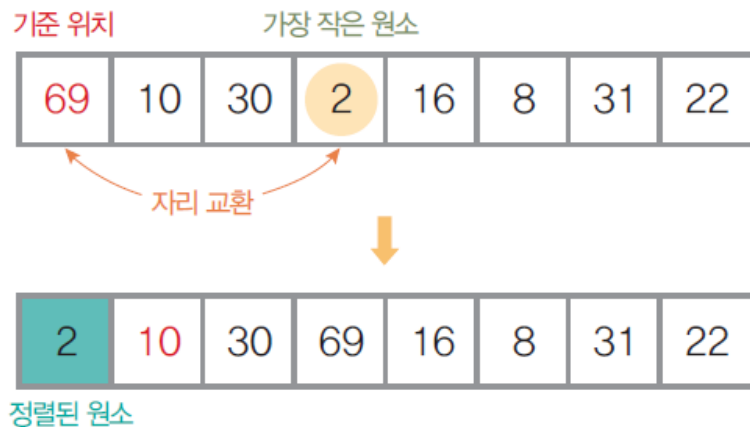 기준 위치 가장 작은 원소
69 10 30 2 16 8 31 22
자리 교환
2 10 30 69 16 8 31 22
정렬된 원소